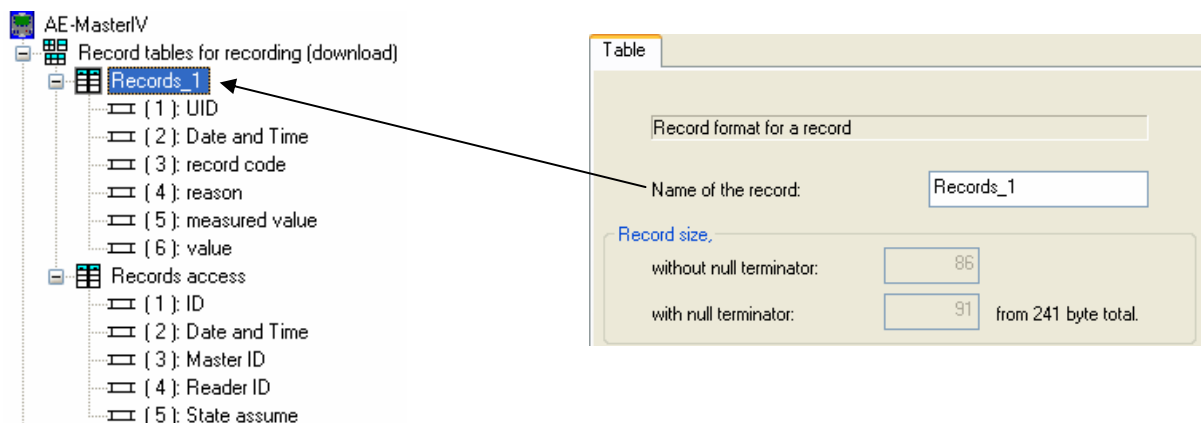 AE-MasterIV
Record tables for recording (download)
Records_1
( 1 ): UID
( 2 ): Date and Time
( 3 ): record code
( 4 ): reason
( 5 ): measured value
( 6 ): value
Records access
( 1 ): ID
( 2 ): Date and Time
( 3 ): Master ID
( 4 ): Reader ID
( 5 ): State assume
Table
Record format for a record
Name of the record: Records_1
Record size,
without null terminator: 86
with null terminator: 91 from 241 byte total.